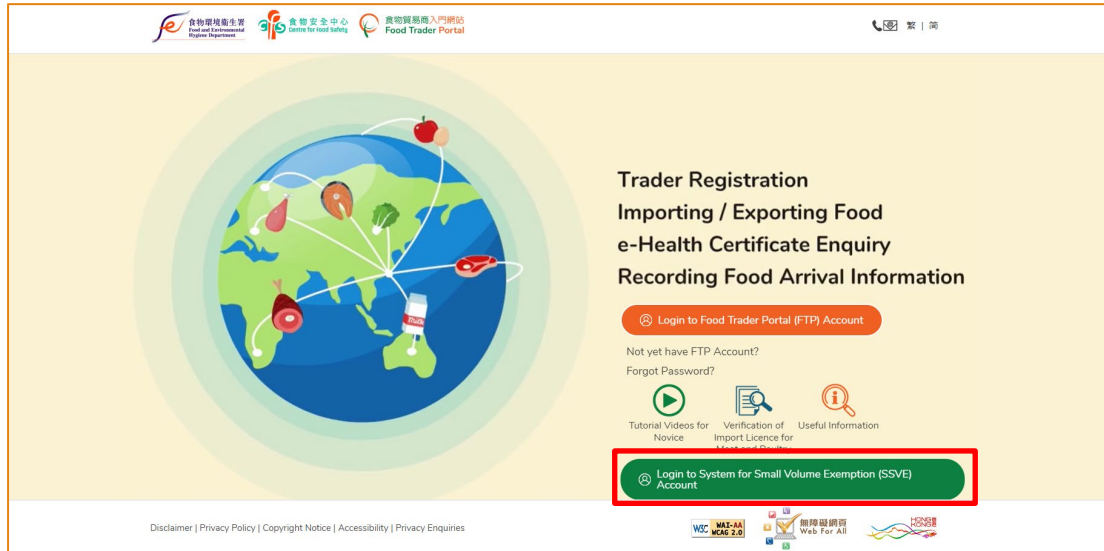 食物環境衞生署
Food and Environmental
Hygiene Department
食物安全中心
Centre for Food Safety
食物貿易商入門網站
Food Trader Portal
繁 | 简
Trader Registration
Importing / Exporting Food
e-Health Certificate Enquiry
Recording Food Arrival Information
Login to Food Trader Portal (FTP) Account
Not yet have FTP Account?
Forgot Password?
Tutorial Videos for
Novice
Verification of
Import Licence for
Meat and Poultry
Useful Information
Login to System for Small Volume Exemption (SSVE)
Account
Milk
Disclaimer | Privacy Policy | Copyright Notice | Accessibility | Privacy Enquiries
W3C WAI-AA
WCAG 2.0
無障礙網頁
Web For All
HONG
KONG